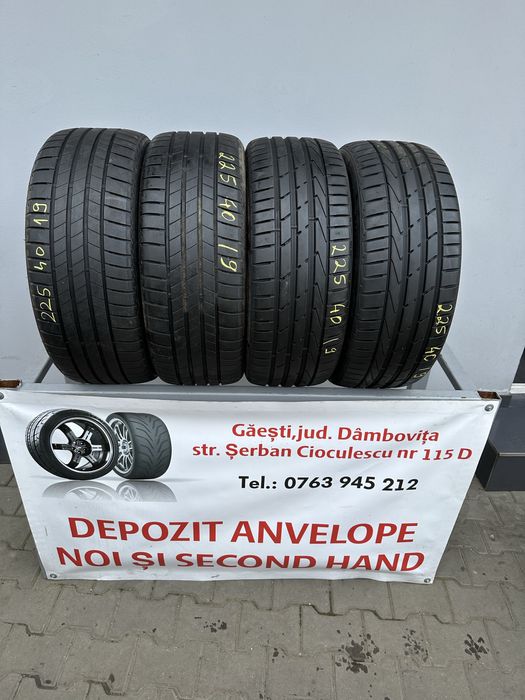 225 40 19
225 40 19
225 40 19
225 40 19
Găești,jud. Dâmbovița
str. Șerban Cioculescu nr 115 D
Tel.: 0763 945 212
DEPOZIT ANVELOPE
NOI ȘI SECOND HAND